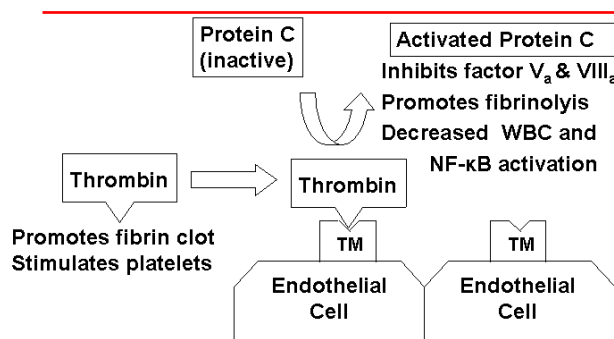 Protein C
(inactive)
Activated Protein C
Inhibits factor Va & VIIIa
Promotes fibrinolyis
Decreased WBC and
NF-κB activation
Thrombin
Promotes fibrin clot
Stimulates platelets
Thrombin
TM
Endothelial
Cell
TM
Endothelial
Cell